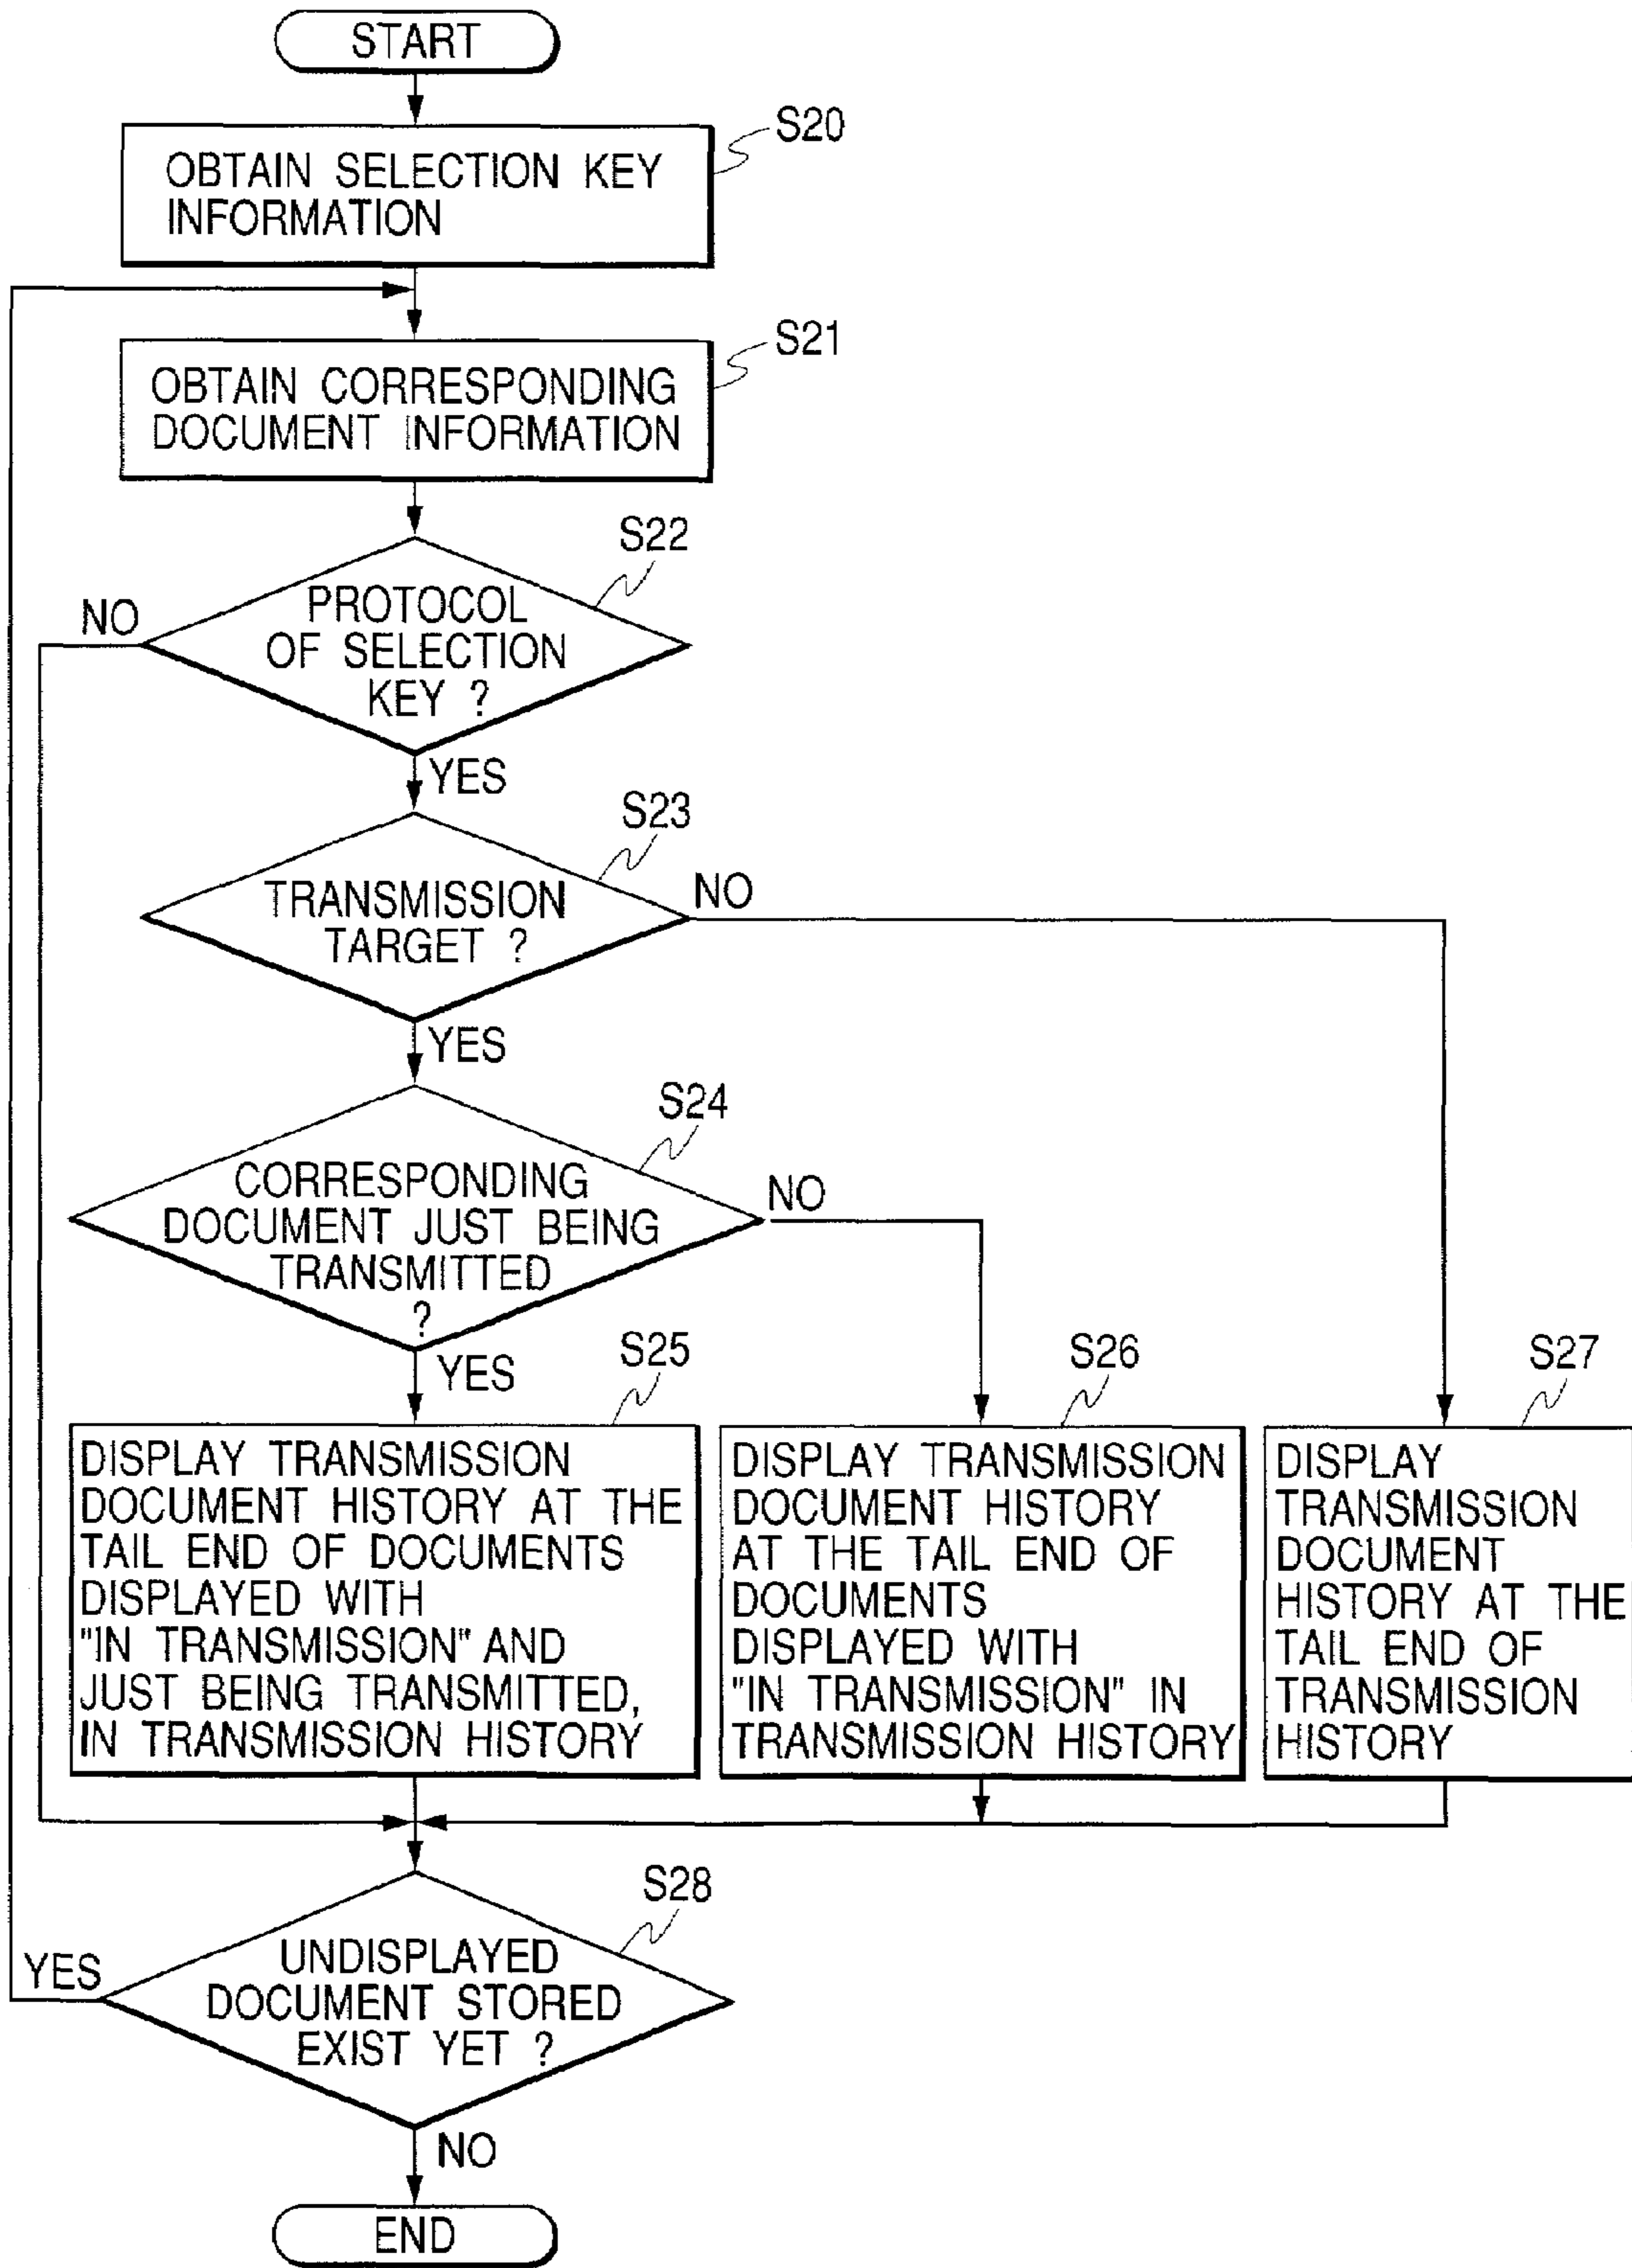 START
S20
OBTAIN SELECTION KEY
INFORMATION
S21
OBTAIN CORRESPONDING
DOCUMENT INFORMATION
S22
NO
PROTOCOL
OF SELECTION
KEY ?
YES
S23
TRANSMISSION
TARGET ?
NO
YES
S24
CORRESPONDING
DOCUMENT JUST BEING
TRANSMITTED
?
NO
YES
S25
DISPLAY TRANSMISSION
DOCUMENT HISTORY AT THE
TAIL END OF DOCUMENTS
DISPLAYED WITH
"IN TRANSMISSION" AND
JUST BEING TRANSMITTED,
IN TRANSMISSION HISTORY
S26
DISPLAY TRANSMISSION
DOCUMENT HISTORY
AT THE TAIL END OF
DOCUMENTS
DISPLAYED WITH
"IN TRANSMISSION" IN
TRANSMISSION HISTORY
S27
DISPLAY
TRANSMISSION
DOCUMENT
HISTORY AT THE
TAIL END OF
TRANSMISSION
HISTORY
S28
YES
UNDISPLAYED
DOCUMENT STORED
EXIST YET ?
NO
END